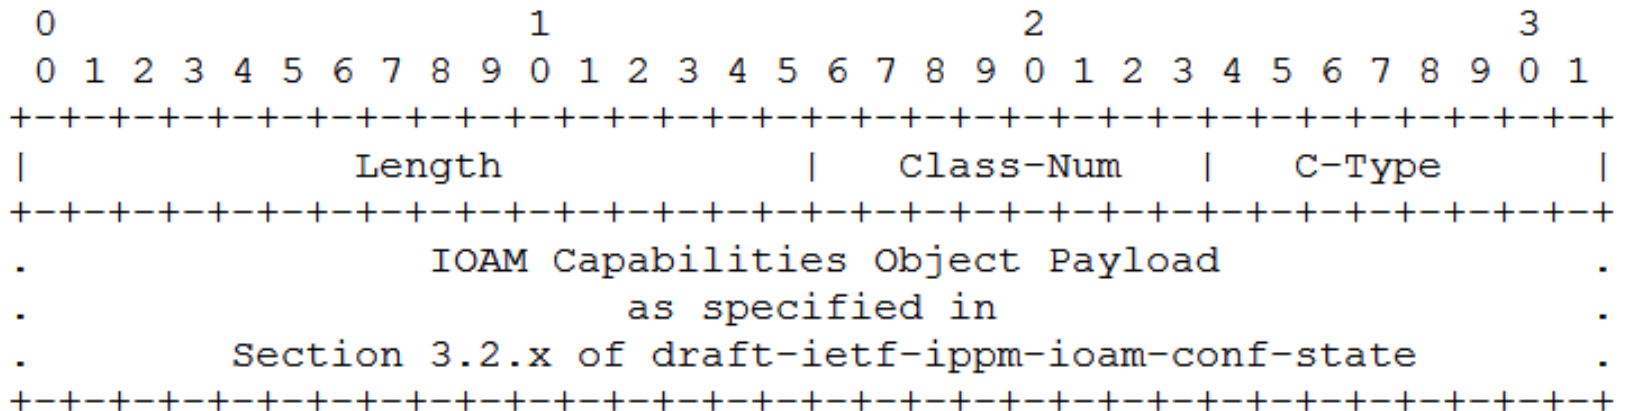 0                   1                   2                   3
 0 1 2 3 4 5 6 7 8 9 0 1 2 3 4 5 6 7 8 9 0 1 2 3 4 5 6 7 8 9 0 1
+-+-+-+-+-+-+-+-+-+-+-+-+-+-+-+-+-+-+-+-+-+-+-+-+-+-+-+-+-+-+-+-+
|             Length            |   Class-Num   |   C-Type      |
+-+-+-+-+-+-+-+-+-+-+-+-+-+-+-+-+-+-+-+-+-+-+-+-+-+-+-+-+-+-+-+-+
.                IOAM Capabilities Object Payload               .
.                        as specified in                        .
.        Section 3.2.x of draft-ietf-ippm-ioam-conf-state       .
+-+-+-+-+-+-+-+-+-+-+-+-+-+-+-+-+-+-+-+-+-+-+-+-+-+-+-+-+-+-+-+-+